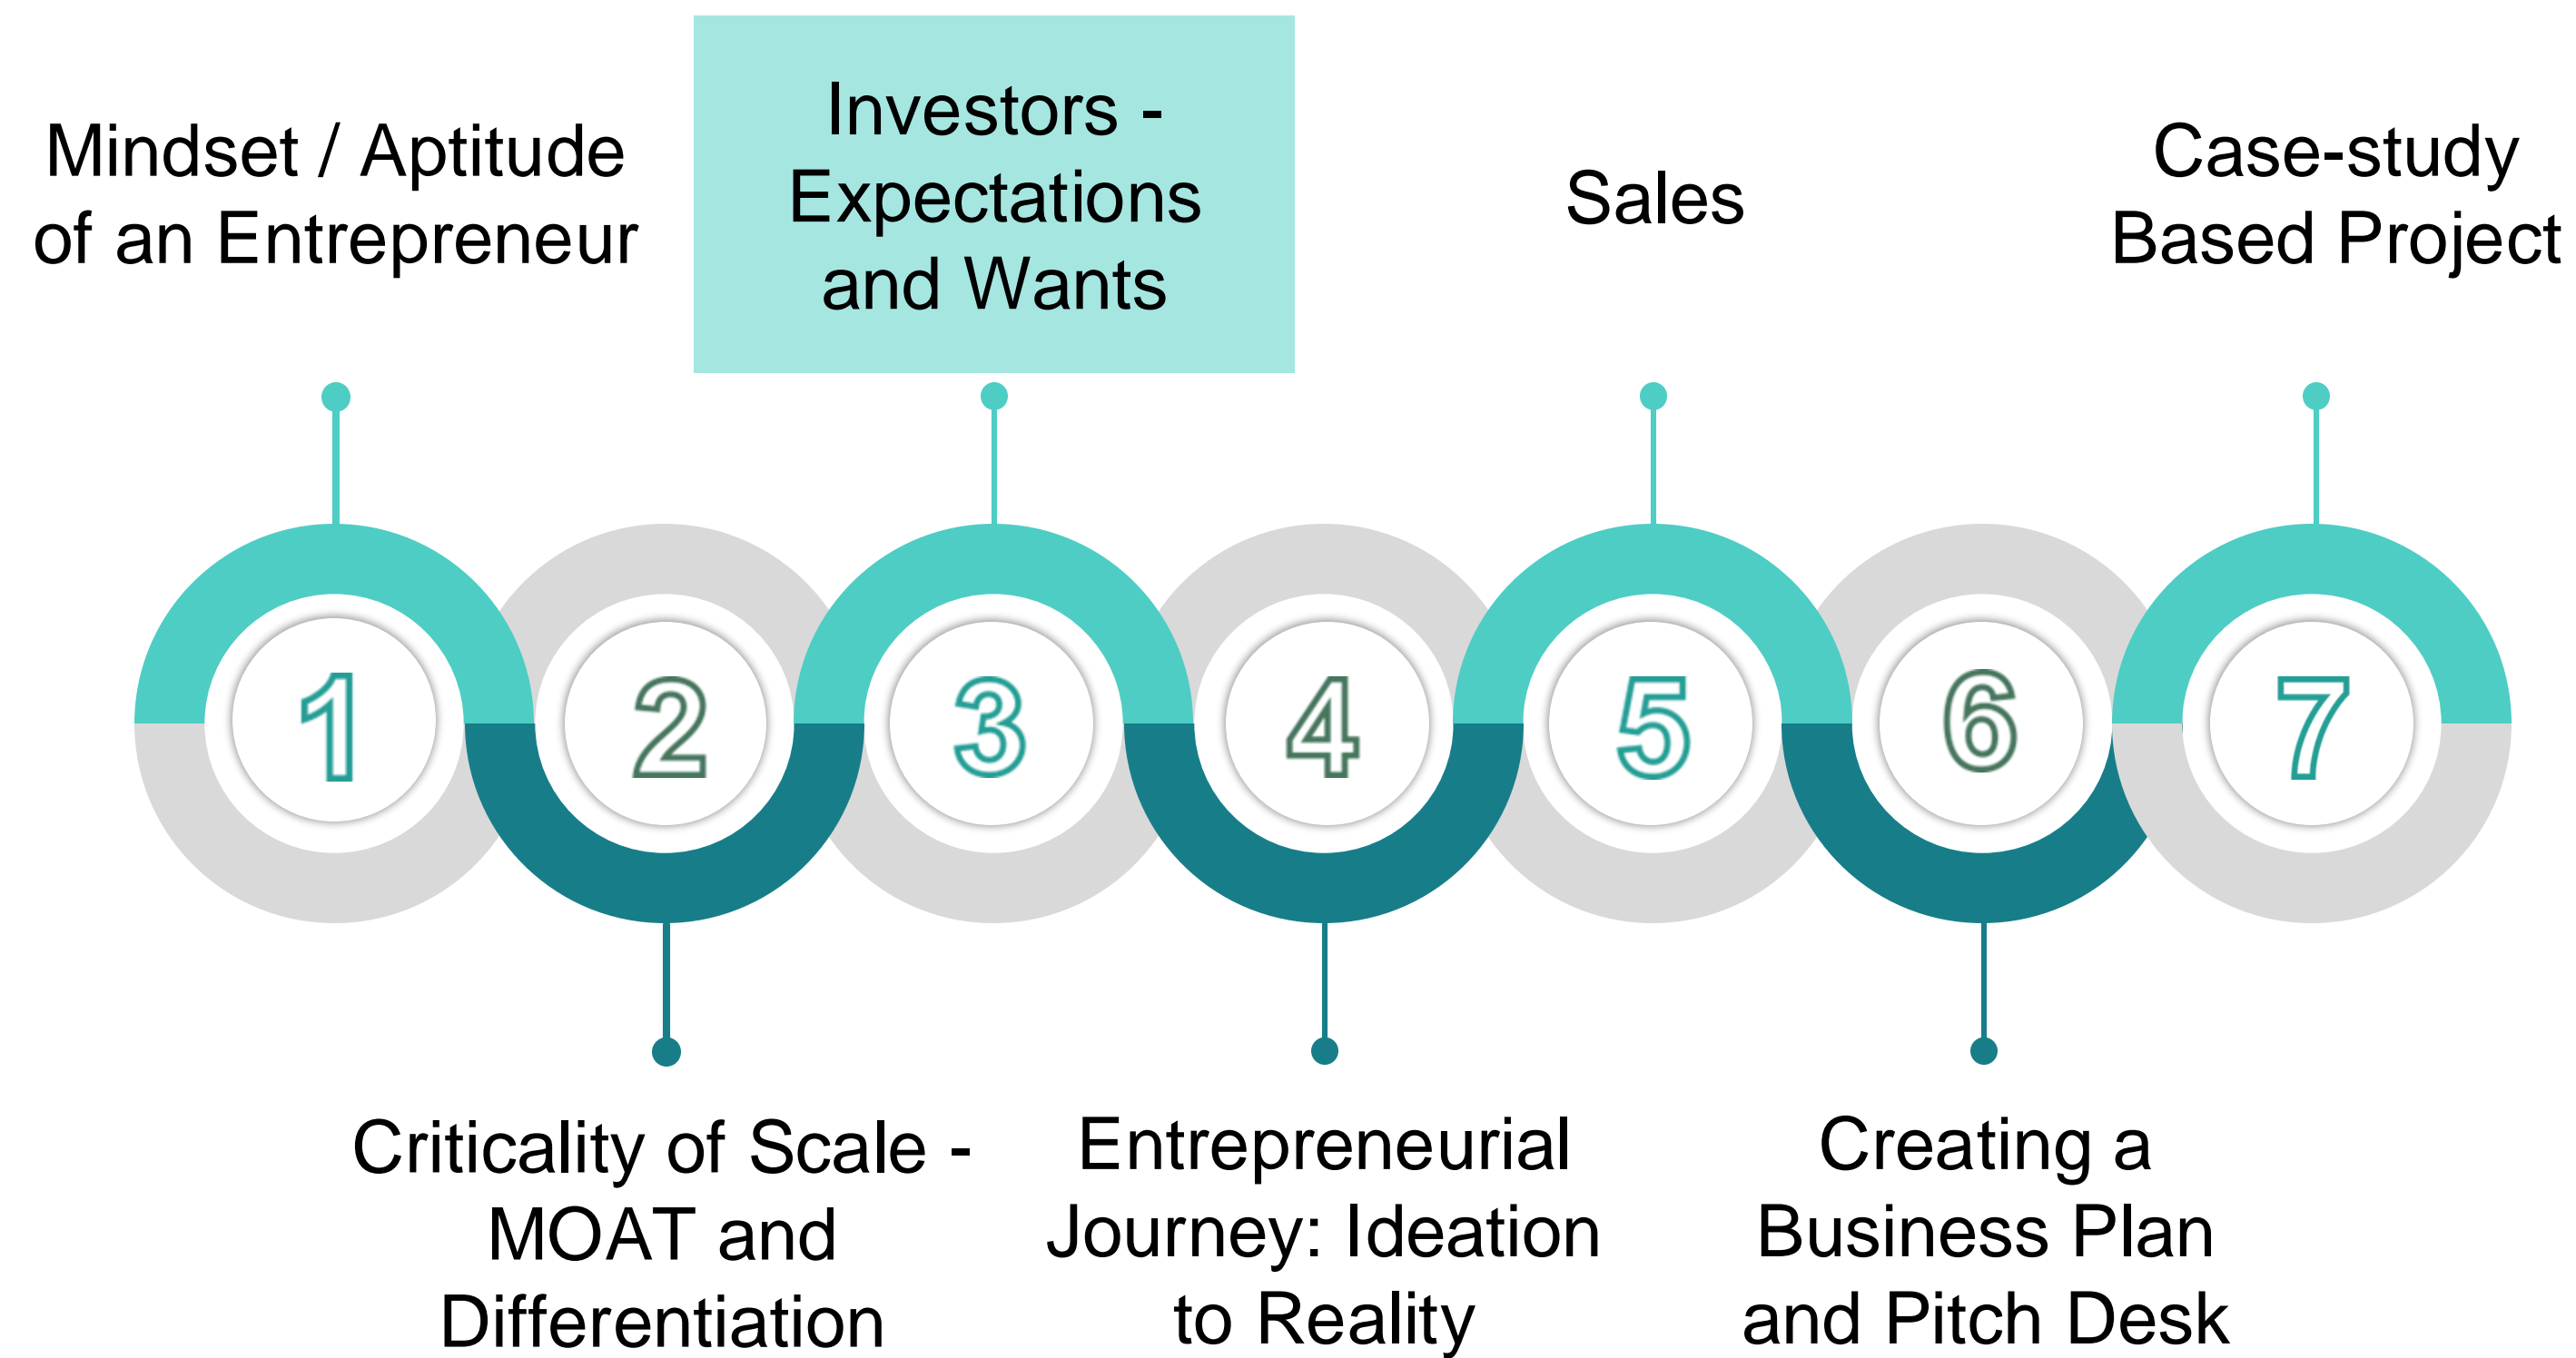 Mindset / Aptitude
of an Entrepreneur
Investors -
Expectations
and Wants
Sales
Case-study
Based Project
1
2
3
4
5
6
7
Criticality of Scale -
MOAT and
Differentiation
Entrepreneurial
Journey: Ideation
to Reality
Creating a
Business Plan
and Pitch Desk